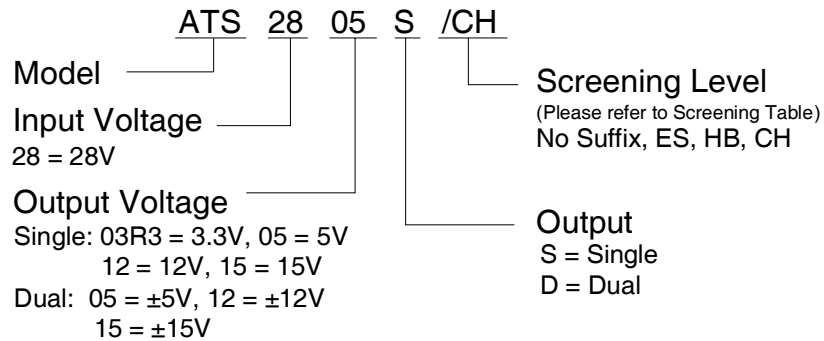 ATS 28 05 S /CH
Model
Input Voltage
28 = 28V
Output Voltage
Single: 03R3 = 3.3V, 05 = 5V
12 = 12V, 15 = 15V
Dual: 05 = ±5V, 12 = ±12V
15 = ±15V
Screening Level
(Please refer to Screening Table)
No Suffix, ES, HB, CH
Output
S = Single
D = Dual